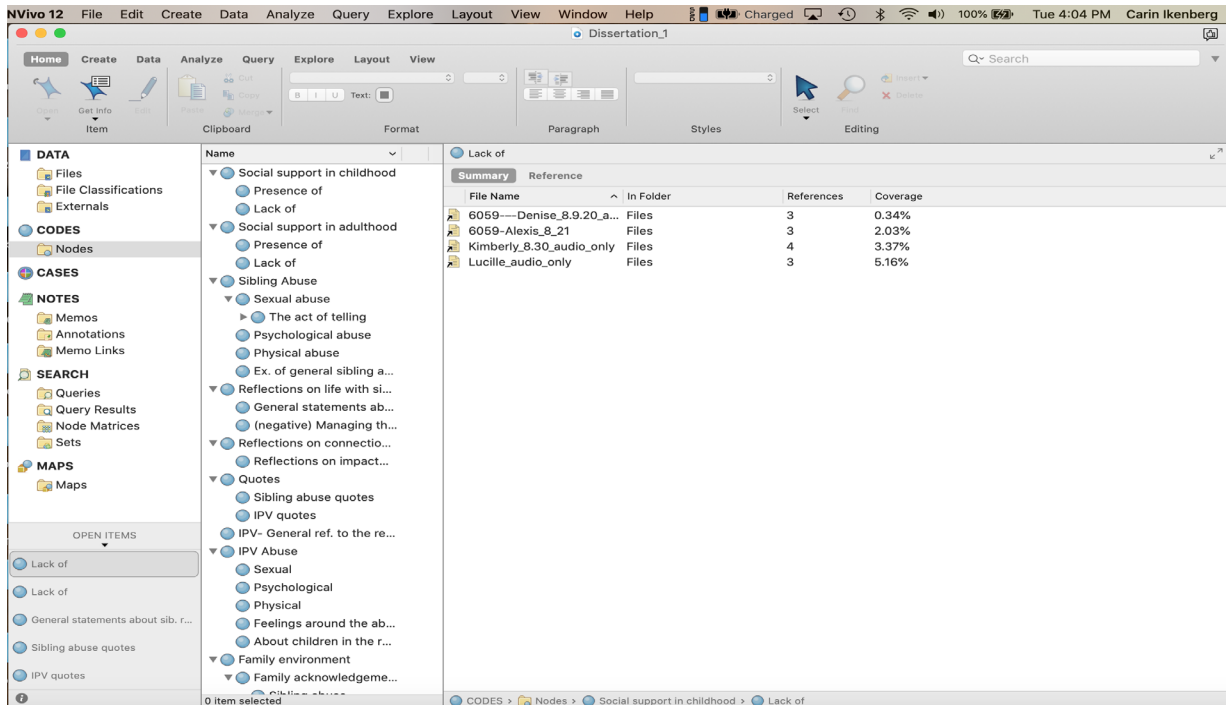 NVivo 12 File Edit Create Data Analyze Query Explore Layout View Window Help Charged 100% Tue 4:04 PM Carin Ikenberg
Dissertation_1
Home Create Data Analyze Query Explore Layout View Search
Open Get Info Edit Paste Cut Copy Merge
B I U Text:
Select Find Insert Delete
Item Clipboard Format Paragraph Styles Editing
DATA
Files
File Classifications
Externals
CODES
Nodes
CASES
NOTES
Memos
Annotations
Memo Links
SEARCH
Queries
Query Results
Node Matrices
Sets
MAPS
Maps
OPEN ITEMS
Lack of
Lack of
General statements about sib. r...
Sibling abuse quotes
IPV quotes
Name
Social support in childhood
Presence of
Lack of
Social support in adulthood
Presence of
Lack of
Sibling Abuse
Sexual abuse
The act of telling
Psychological abuse
Physical abuse
Ex. of general sibling a...
Reflections on life with si...
General statements ab...
(negative) Managing th...
Reflections on connectio...
Reflections on impact...
Quotes
Sibling abuse quotes
IPV quotes
IPV- General ref. to the re...
IPV Abuse
Sexual
Psychological
Physical
Feelings around the ab...
About children in the r...
Family environment
Family acknowledgeme...
Sibling abuse
0 item selected
Lack of
Summary Reference
File Name In Folder References Coverage
6059-–-Denise_8.9.20_a... Files 3 0.34%
6059-Alexis_8_21 Files 3 2.03%
Kimberly_8.30_audio_only Files 4 3.37%
Lucille_audio_only Files 3 5.16%
CODES > Nodes > Social support in childhood > Lack of